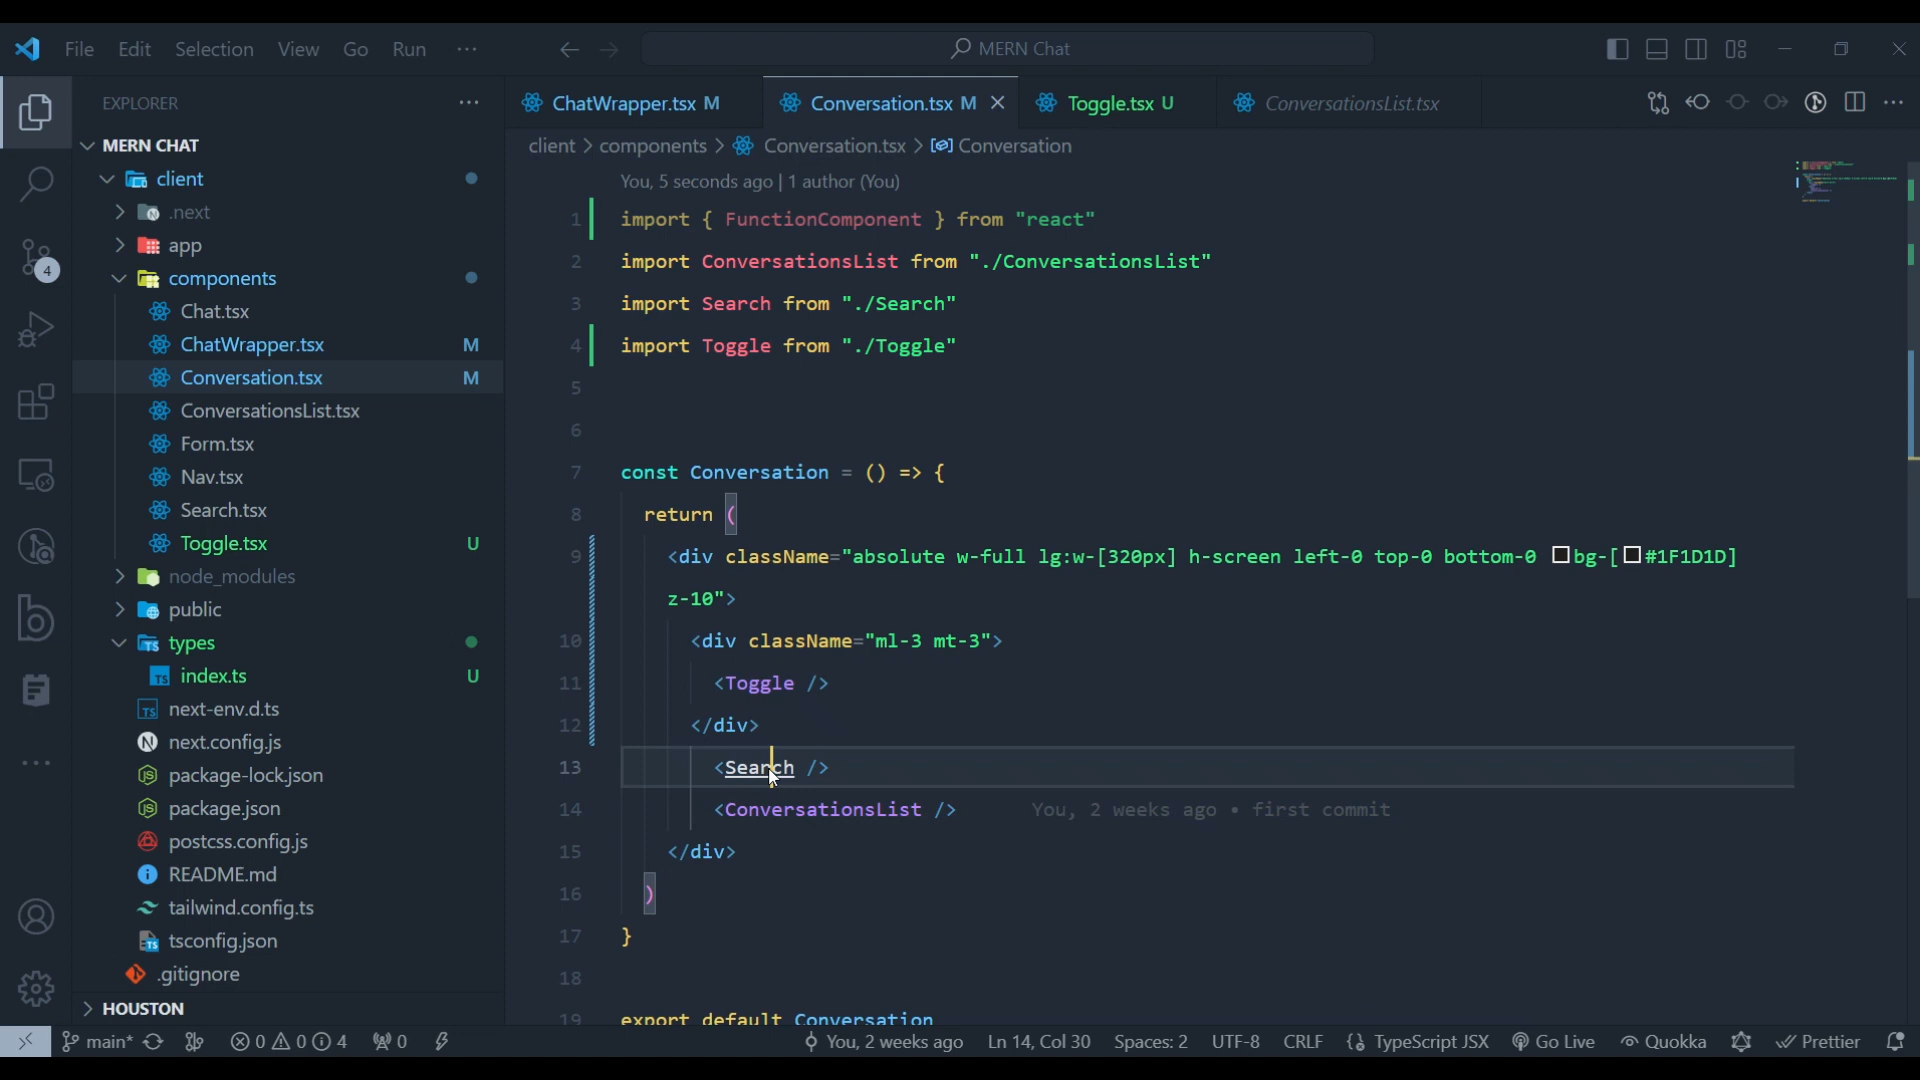 File Edit Selection View Go Run ···
MERN Chat
EXPLORER
ChatWrapper.tsx M
Conversation.tsx M
Toggle.tsx U
ConversationsList.tsx
MERN CHAT
client
.next
app
components
Chat.tsx
ChatWrapper.tsx M
Conversation.tsx M
ConversationsList.tsx
Form.tsx
Nav.tsx
Search.tsx
Toggle.tsx U
node_modules
public
types
index.ts U
next-env.d.ts
next.config.js
package-lock.json
package.json
postcss.config.js
README.md
tailwind.config.ts
tsconfig.json
.gitignore
HOUSTON
4
client > components > Conversation.tsx > Conversation
You, 5 seconds ago | 1 author (You)
1 import { FunctionComponent } from "react"
2 import ConversationsList from "./ConversationsList"
3 import Search from "./Search"
4 import Toggle from "./Toggle"
5
6
7 const Conversation = () => {
8 return (
9 <div className="absolute w-full lg:w-[320px] h-screen left-0 top-0 bottom-0 bg-[#1F1D1D]
z-10">
10 <div className="ml-3 mt-3">
11 <Toggle />
12 </div>
13 <Search />
14 <ConversationsList /> You, 2 weeks ago • first commit
15 </div>
16 )
17 }
18
19 export default Conversation
main* 0 0 4 0 You, 2 weeks ago Ln 14, Col 30 Spaces: 2 UTF-8 CRLF TypeScript JSX Go Live Quokka Prettier